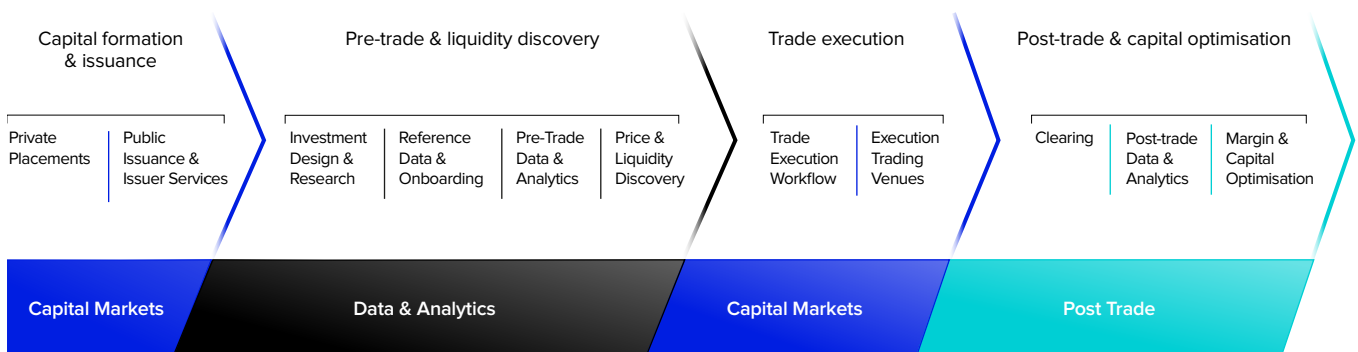 Capital formation
& issuance
Pre-trade & liquidity discovery
Trade execution
Post-trade & capital optimisation
Private
Placements
Public
Issuance &
Issuer Services
Investment
Design &
Research
Reference
Data &
Onboarding
Pre-Trade
Data &
Analytics
Price &
Liquidity
Discovery
Trade
Execution
Workflow
Execution
Trading
Venues
Clearing
Post-trade
Data &
Analytics
Margin &
Capital
Optimisation
Capital Markets
Data & Analytics
Capital Markets
Post Trade